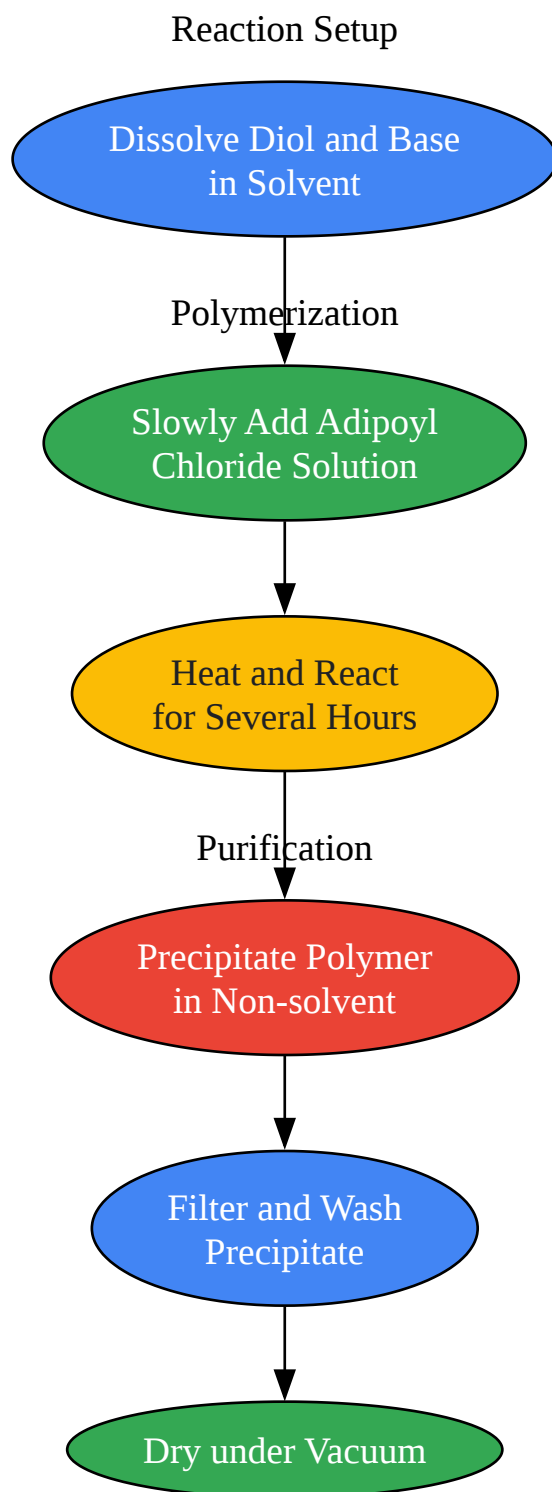 Reaction Setup
Dissolve Diol and Base
in Solvent
Polymerization
Slowly Add Adipoyl
Chloride Solution
Heat and React
for Several Hours
Purification
Precipitate Polymer
in Non-solvent
Filter and Wash
Precipitate
Dry under Vacuum